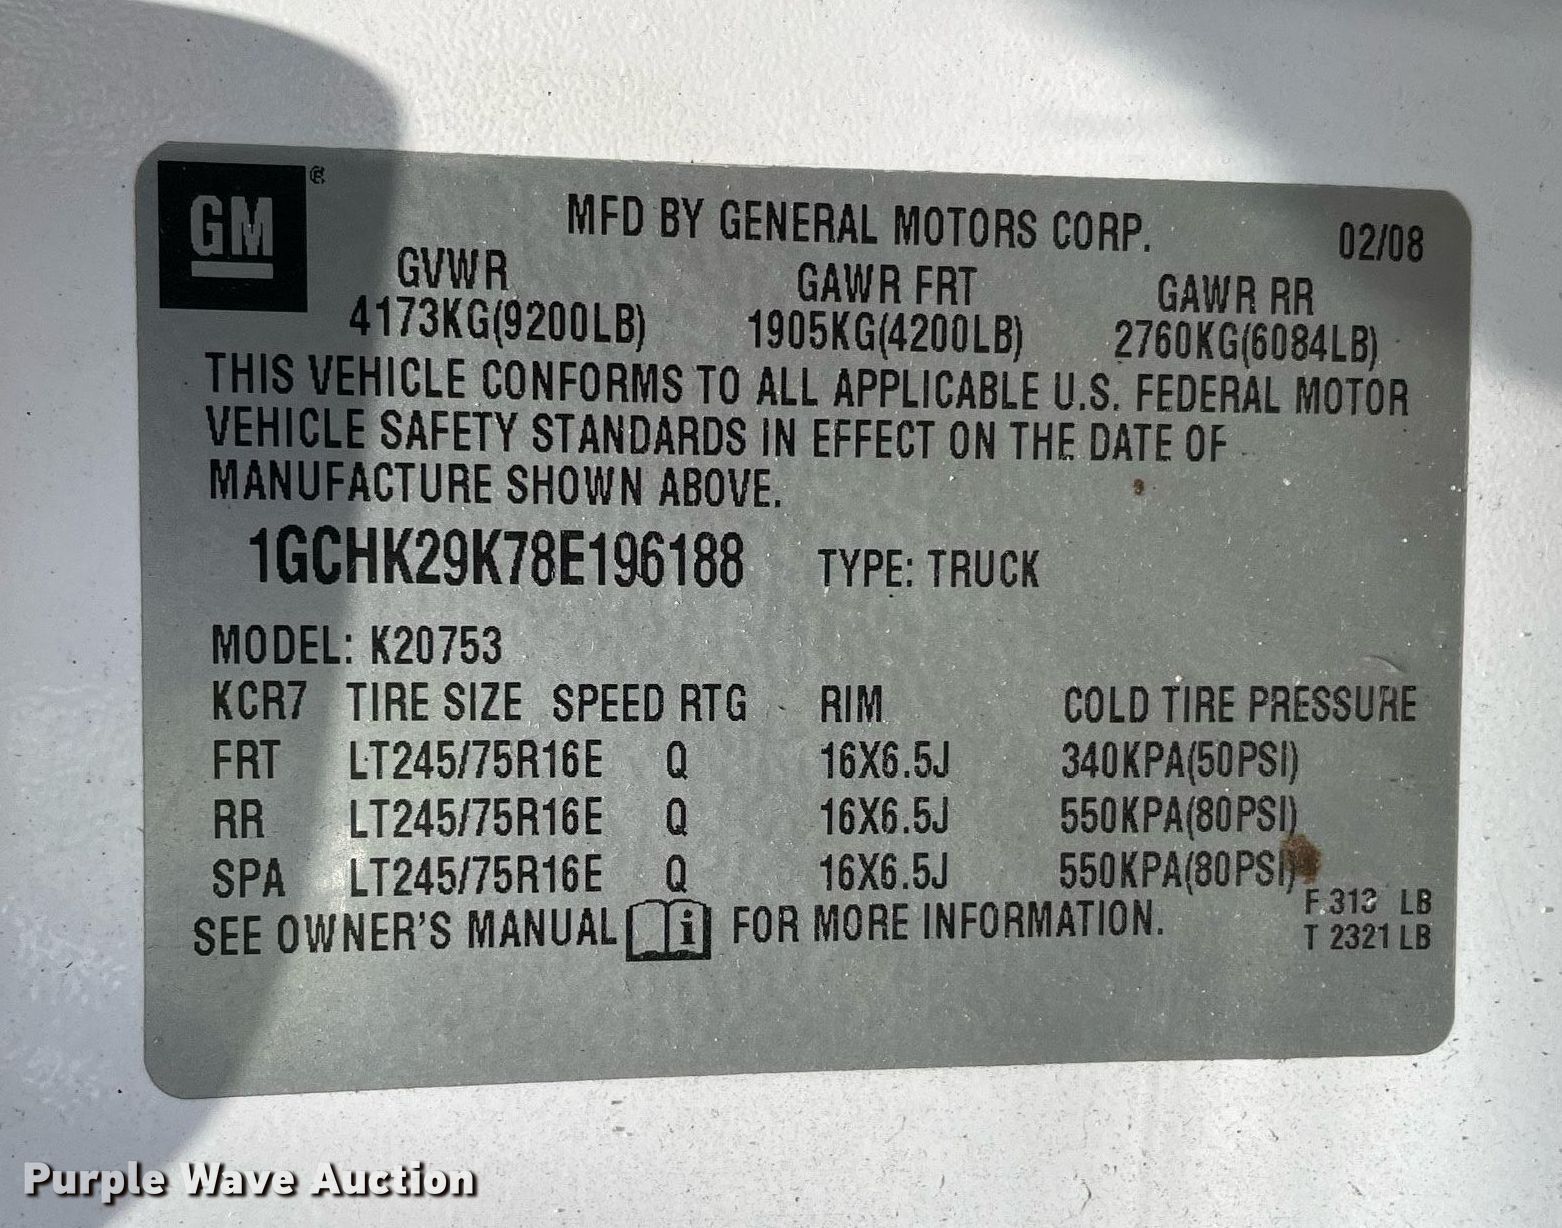 GM®
MFD BY GENERAL MOTORS CORP. 02/08
GVWR GAWR FRT GAWR RR
4173KG(9200LB) 1905KG(4200LB) 2760KG(6084LB)
THIS VEHICLE CONFORMS TO ALL APPLICABLE U.S. FEDERAL MOTOR
VEHICLE SAFETY STANDARDS IN EFFECT ON THE DATE OF
MANUFACTURE SHOWN ABOVE.
1GCHK29K78E196188 TYPE: TRUCK
MODEL: K20753
KCR7 TIRE SIZE SPEED RTG RIM COLD TIRE PRESSURE
FRT LT245/75R16E Q 16X6.5J 340KPA(50PSI)
RR LT245/75R16E Q 16X6.5J 550KPA(80PSI)
SPA LT245/75R16E Q 16X6.5J 550KPA(80PSI)
SEE OWNER'S MANUAL i FOR MORE INFORMATION.
F 313 LB
T 2321 LB
Purple Wave Auction